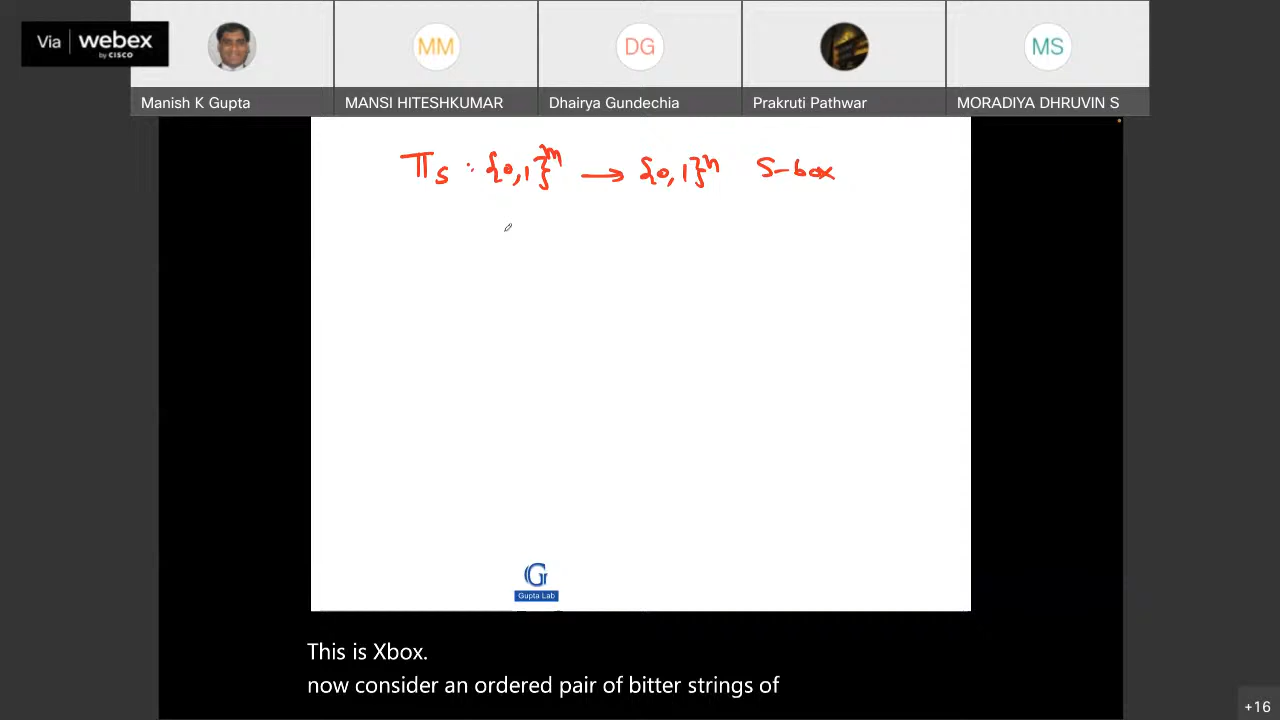 Via webex
by CISCO
MM
DG
MS
Manish K Gupta
MANSI HITESHKUMAR
Dhairya Gundechia
Prakruti Pathwar
MORADIYA DHRUVIN S
π_S : {0,1}^m → {0,1}^n S-box
G
Gupta Lab
This is Xbox.
now consider an ordered pair of bitter strings of
+16